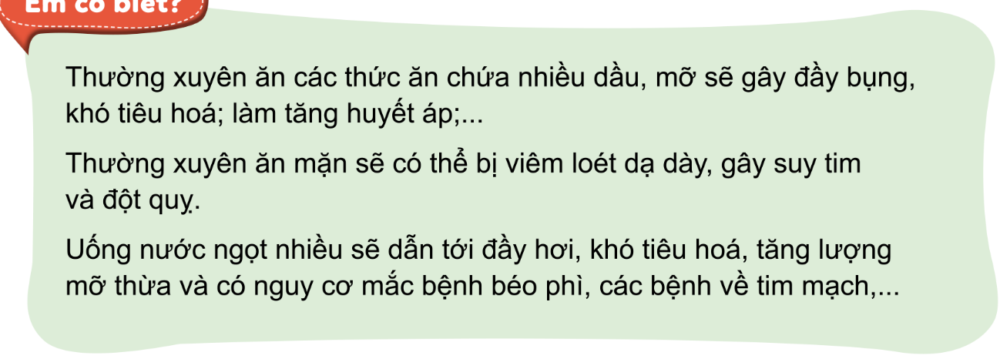 Em có biết?
Thường xuyên ăn các thức ăn chứa nhiều dầu, mỡ sẽ gây đầy bụng,
khó tiêu hoá; làm tăng huyết áp;...
Thường xuyên ăn mặn sẽ có thể bị viêm loét dạ dày, gây suy tim
và đột quỵ.
Uống nước ngọt nhiều sẽ dẫn tới đầy hơi, khó tiêu hoá, tăng lượng
mỡ thừa và có nguy cơ mắc bệnh béo phì, các bệnh về tim mạch,...